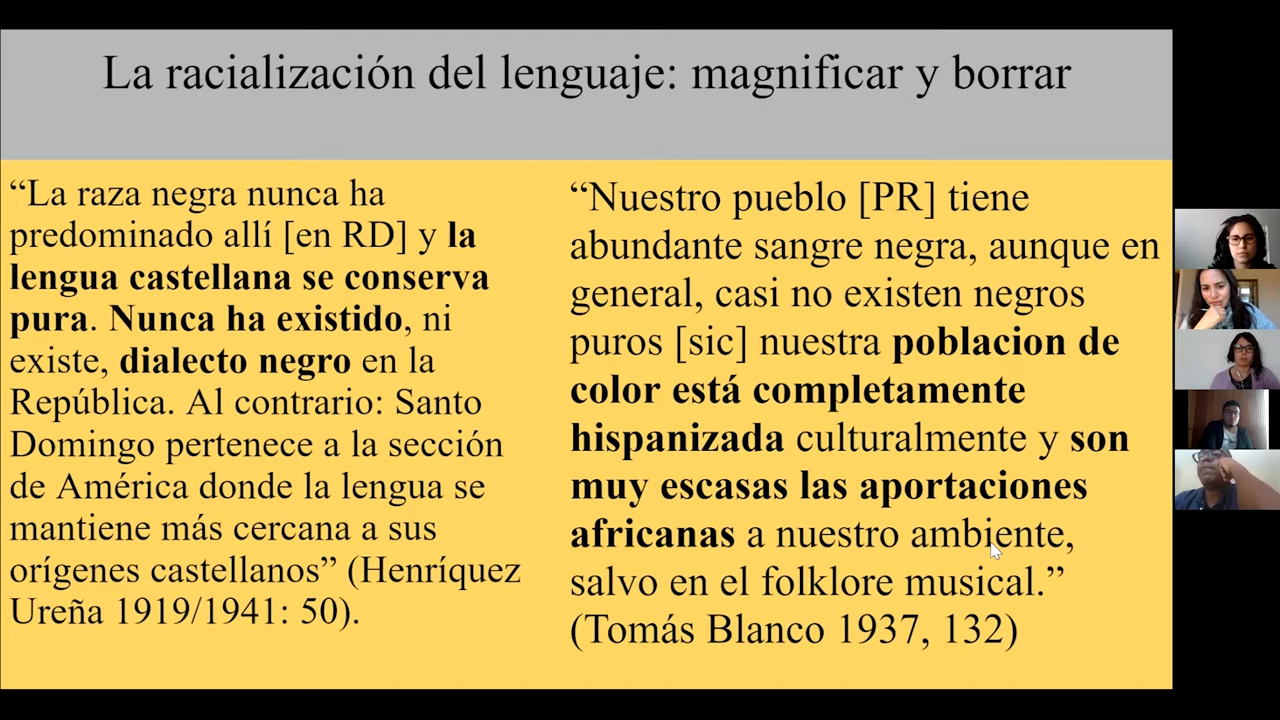 La racialización del lenguaje: magnificar y borrar
“La raza negra nunca ha
predominado allí [en RD] y la
lengua castellana se conserva
pura. Nunca ha existido, ni
existe, dialecto negro en la
República. Al contrario: Santo
Domingo pertenece a la sección
de América donde la lengua se
mantiene más cercana a sus
orígenes castellanos” (Henríquez
Ureña 1919/1941: 50).
“Nuestro pueblo [PR] tiene
abundante sangre negra, aunque en
general, casi no existen negros
puros [sic] nuestra poblacion de
color está completamente
hispanizada culturalmente y son
muy escasas las aportaciones
africanas a nuestro ambiente,
salvo en el folklore musical.”
(Tomás Blanco 1937, 132)